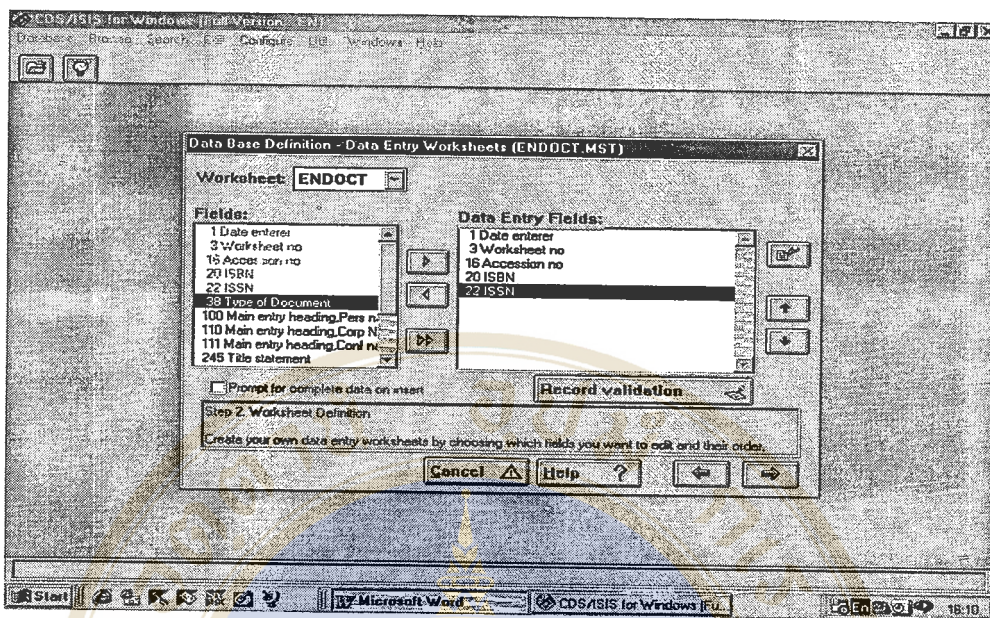 CDS/ISIS for Windows [Full Version EN]
Database Browse Search Edit Configure Util Windows Help
Data Base Definition - Data Entry Worksheets (ENDOCT.MST)
Worksheet: ENDOCT
Fields:
1 Date enterer
3 Worksheet no
16 Accession no
20 ISBN
22 ISSN
38 Type of Document
100 Main entry heading,Pers n
110 Main entry heading,Corp N
111 Main entry heading,Conf n
245 Title statement
Data Entry Fields:
1 Date enterer
3 Worksheet no
16 Accession no
20 ISBN
22 ISSN
Prompt for complete data on insert
Record validation
Step 2. Worksheet Definition
Create your own data entry worksheets by choosing which fields you want to edit and their order.
Cancel Help ?
Start Microsoft Word CDS/ISIS for Windows [Fu... En 16:10